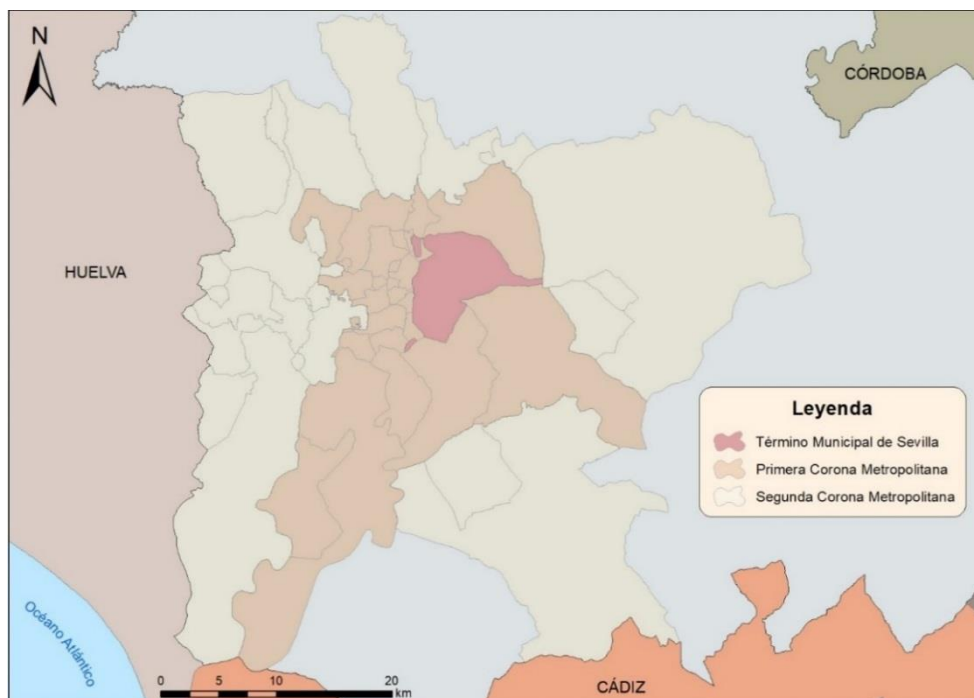 N
CÓRDOBA
HUELVA
Leyenda
Término Municipal de Sevilla
Primera Corona Metropolitana
Segunda Corona Metropolitana
Océano Atlántico
0 5 10 20
km
CÁDIZ